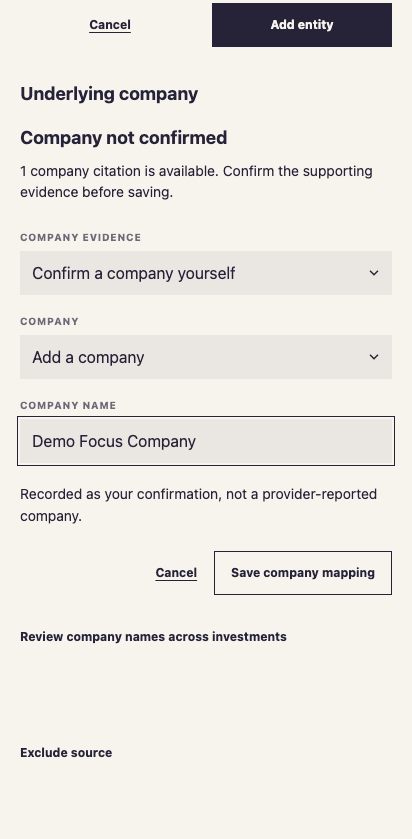 Cancel
Add entity
Underlying company
Company not confirmed
1 company citation is available. Confirm the supporting
evidence before saving.
COMPANY EVIDENCE
Confirm a company yourself
COMPANY
Add a company
COMPANY NAME
Demo Focus Company
Recorded as your confirmation, not a provider-reported
company.
Cancel
Save company mapping
Review company names across investments
Exclude source